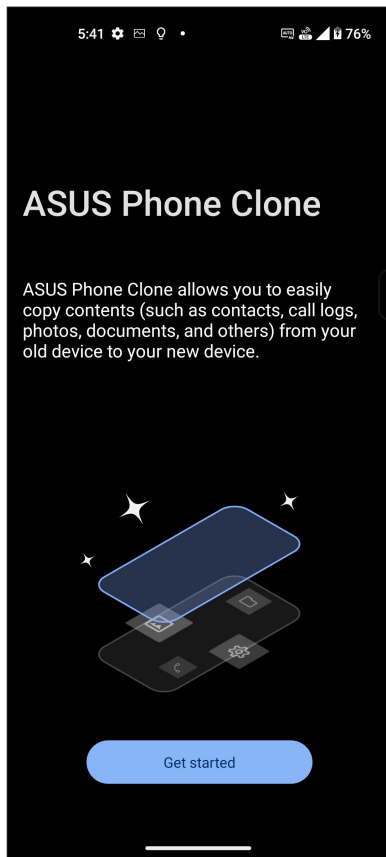 5:41
76%
ASUS Phone Clone
ASUS Phone Clone allows you to easily
copy contents (such as contacts, call logs,
photos, documents, and others) from your
old device to your new device.
Get started